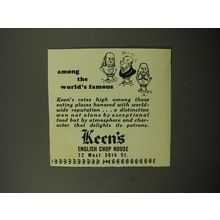 among
the
world's famous
Keen's rates high among those
eating places honored with world-
wide reputation . . . a distinction
won not alone by exceptional
food but by atmosphere and char-
acter that delights its patrons.
Keen's
ENGLISH CHOP HOUSE
72 West 36th St.